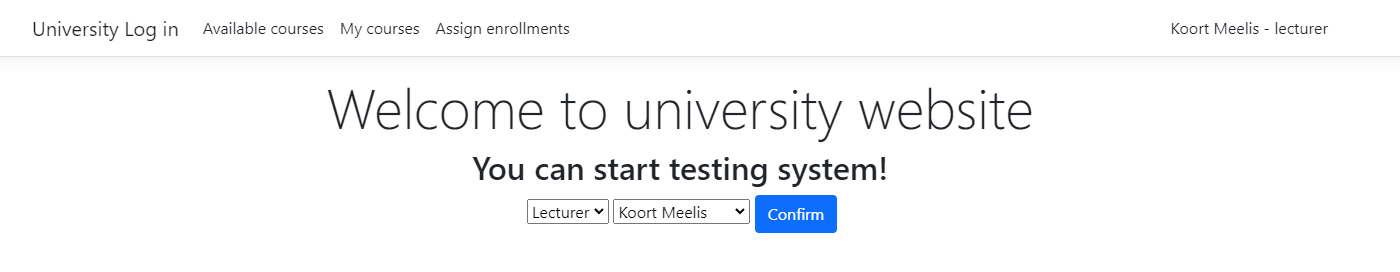 University Log in Available courses My courses Assign enrollments Koort Meelis - lecturer
Welcome to university website
You can start testing system!
Lecturer Koort Meelis Confirm